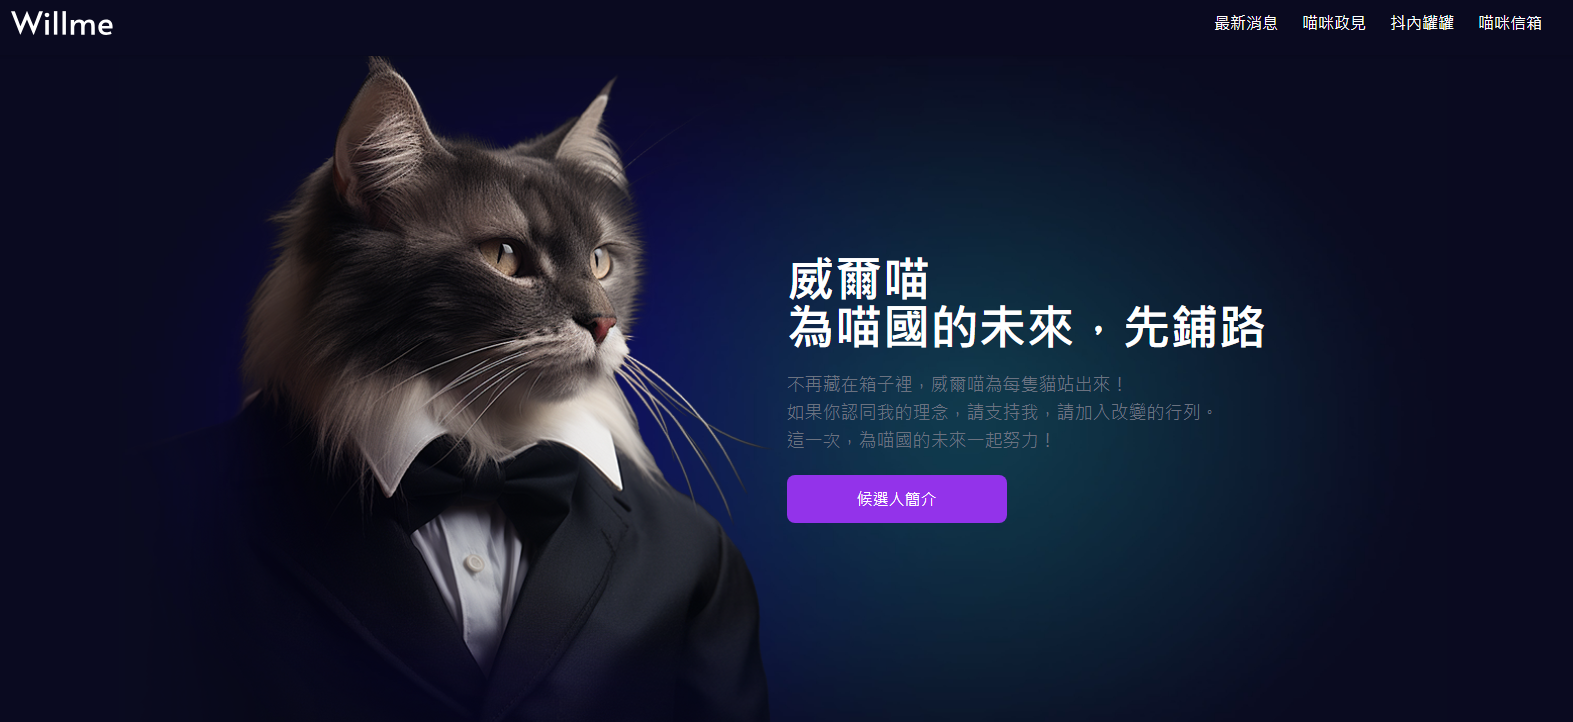 Willme
最新消息 喵咪政見 抖內罐罐 喵咪信箱
威爾喵
為喵國的未來，先鋪路
不再藏在箱子裡，威爾喵為每隻貓站出來！
如果你認同我的理念，請支持我，請加入改變的行列。
這一次，為喵國的未來一起努力！
候選人簡介